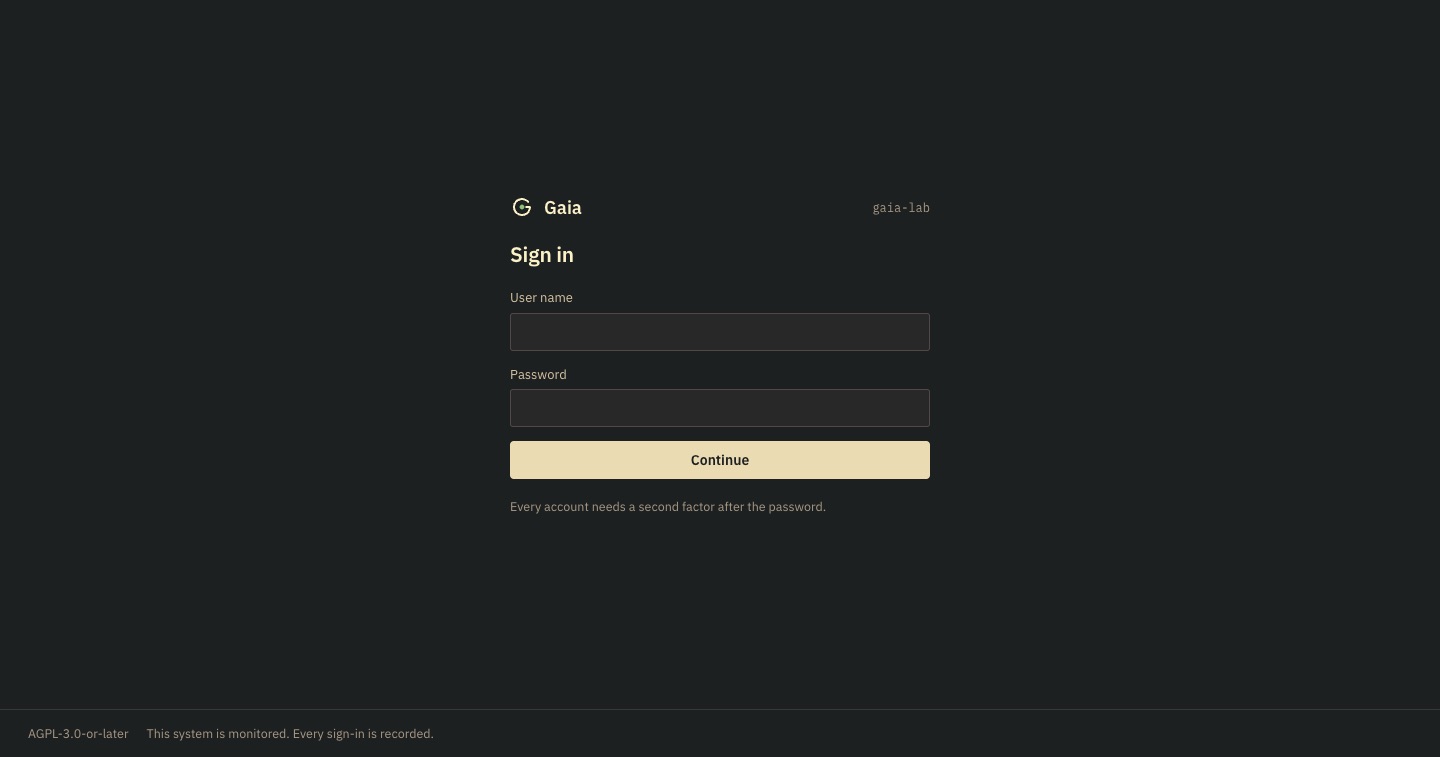 Gaia
gaia-lab
Sign in
User name
Password
Continue
Every account needs a second factor after the password.
AGPL-3.0-or-later
This system is monitored. Every sign-in is recorded.